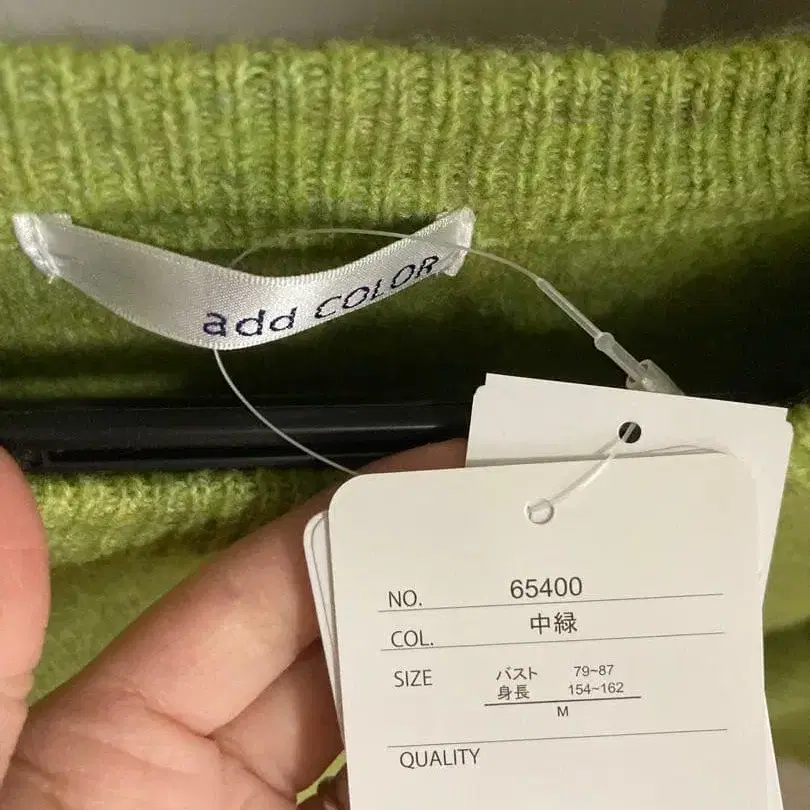 add COLOR
NO. 65400
COL. 中緑
SIZE バスト 79~87
身長 154~162
M
QUALITY